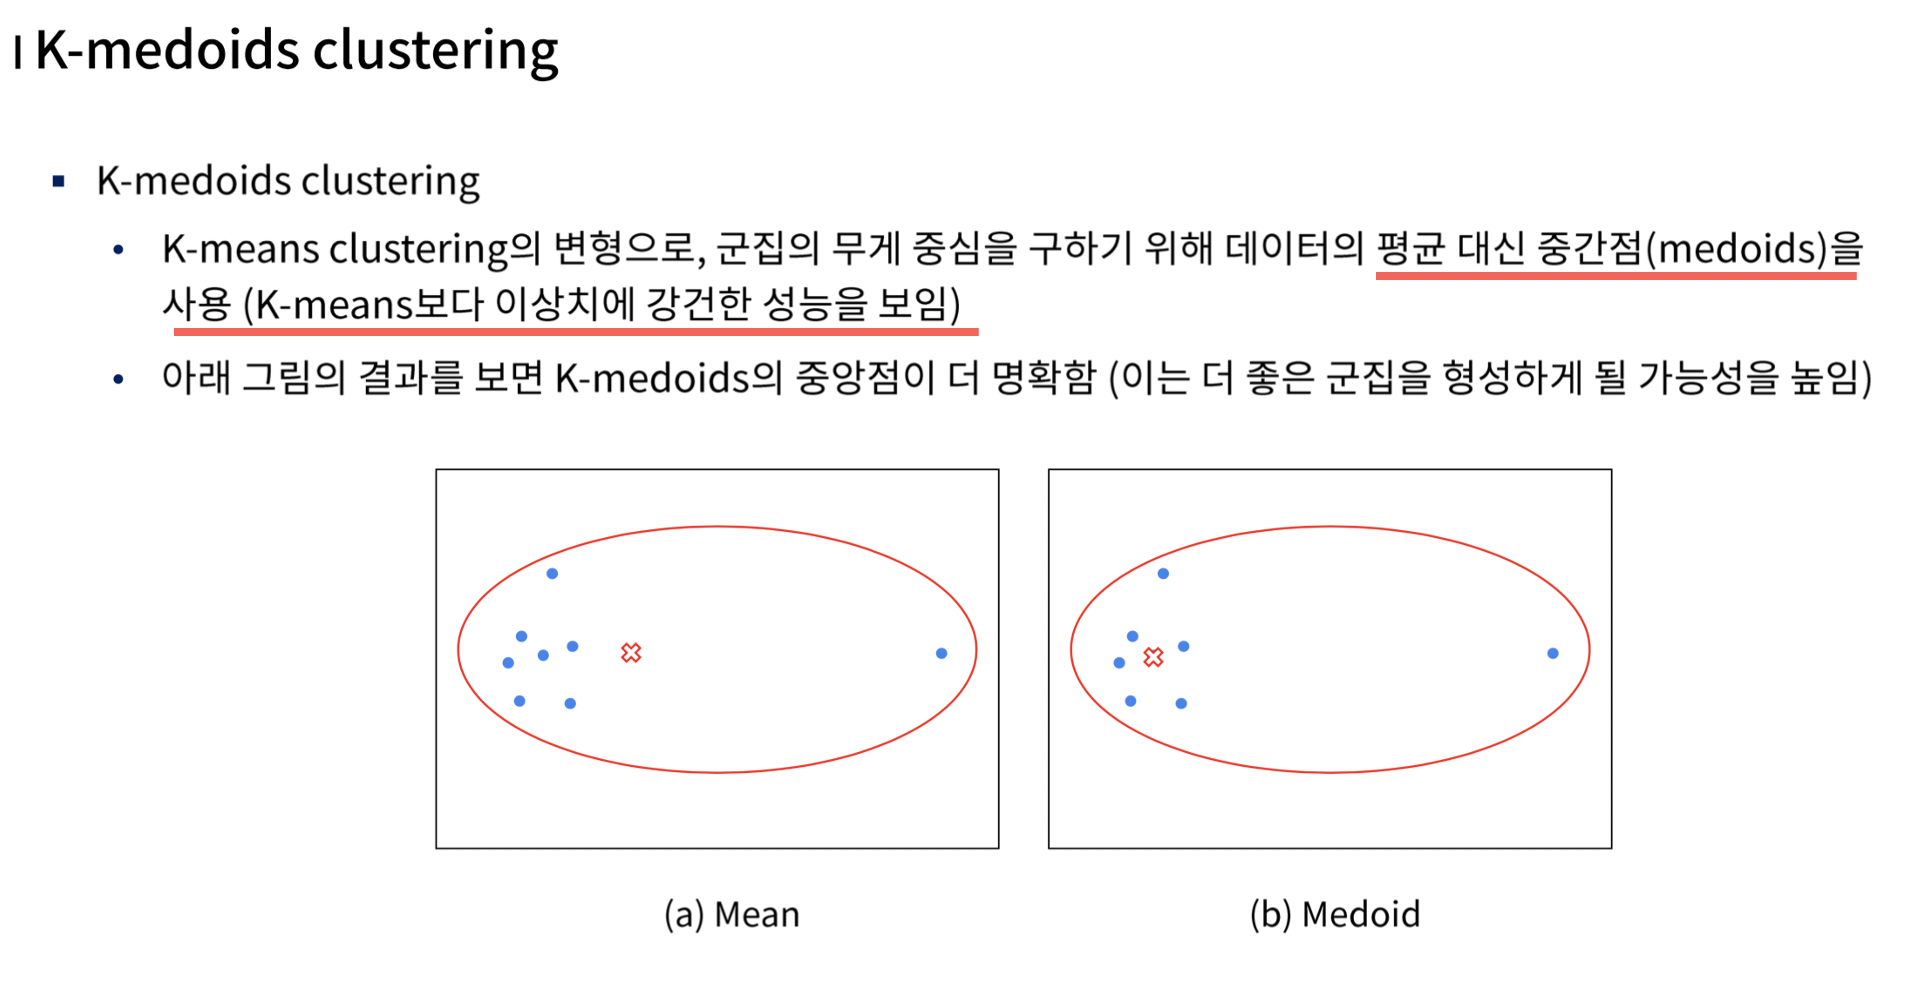 K-medoids clustering
K-medoids clustering
K-means clustering의 변형으로, 군집의 무게 중심을 구하기 위해 데이터의 평균 대신 중간점(medoids)을
사용 (K-means보다 이상치에 강건한 성능을 보임)
아래 그림의 결과를 보면 K-medoids의 중앙점이 더 명확함 (이는 더 좋은 군집을 형성하게 될 가능성을 높임)
(a) Mean
(b) Medoid